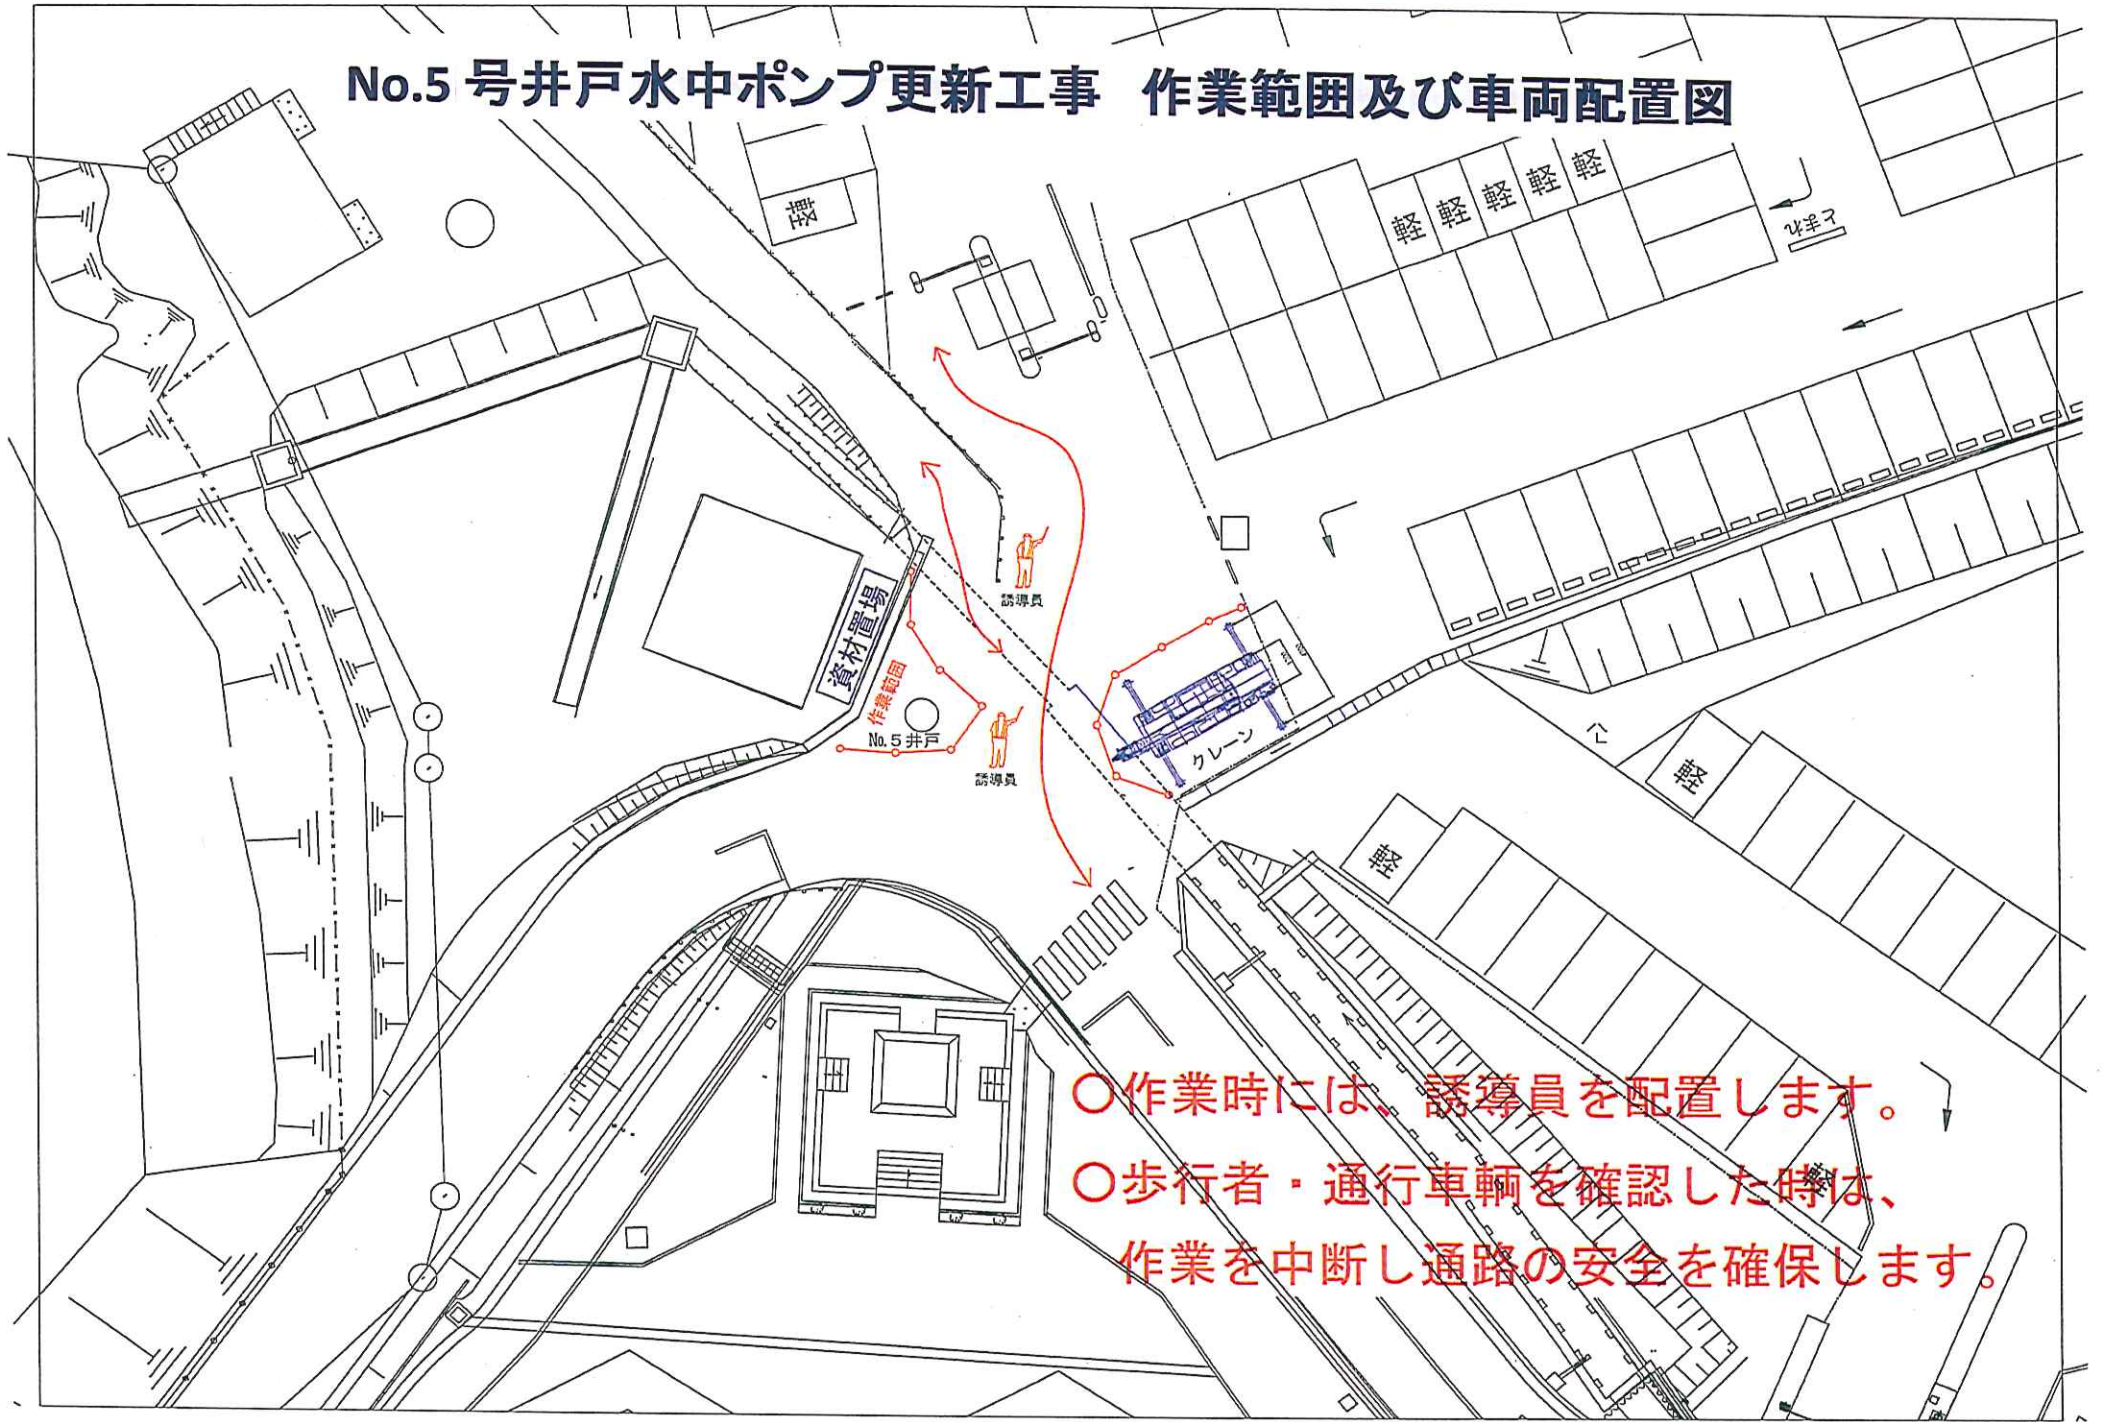 No.5 号井戸水中ポンプ更新工事 作業範囲及び車両配置図
軽
軽 軽 軽 軽 軽
とまれ
誘導員
資材置場
作業範囲
No.5 井戸
誘導員
クレーン
軽
軽
〇作業時には、誘導員を配置します。
〇歩行者・通行車輌を確認した時は、
軽
作業を中断し通路の安全を確保します。